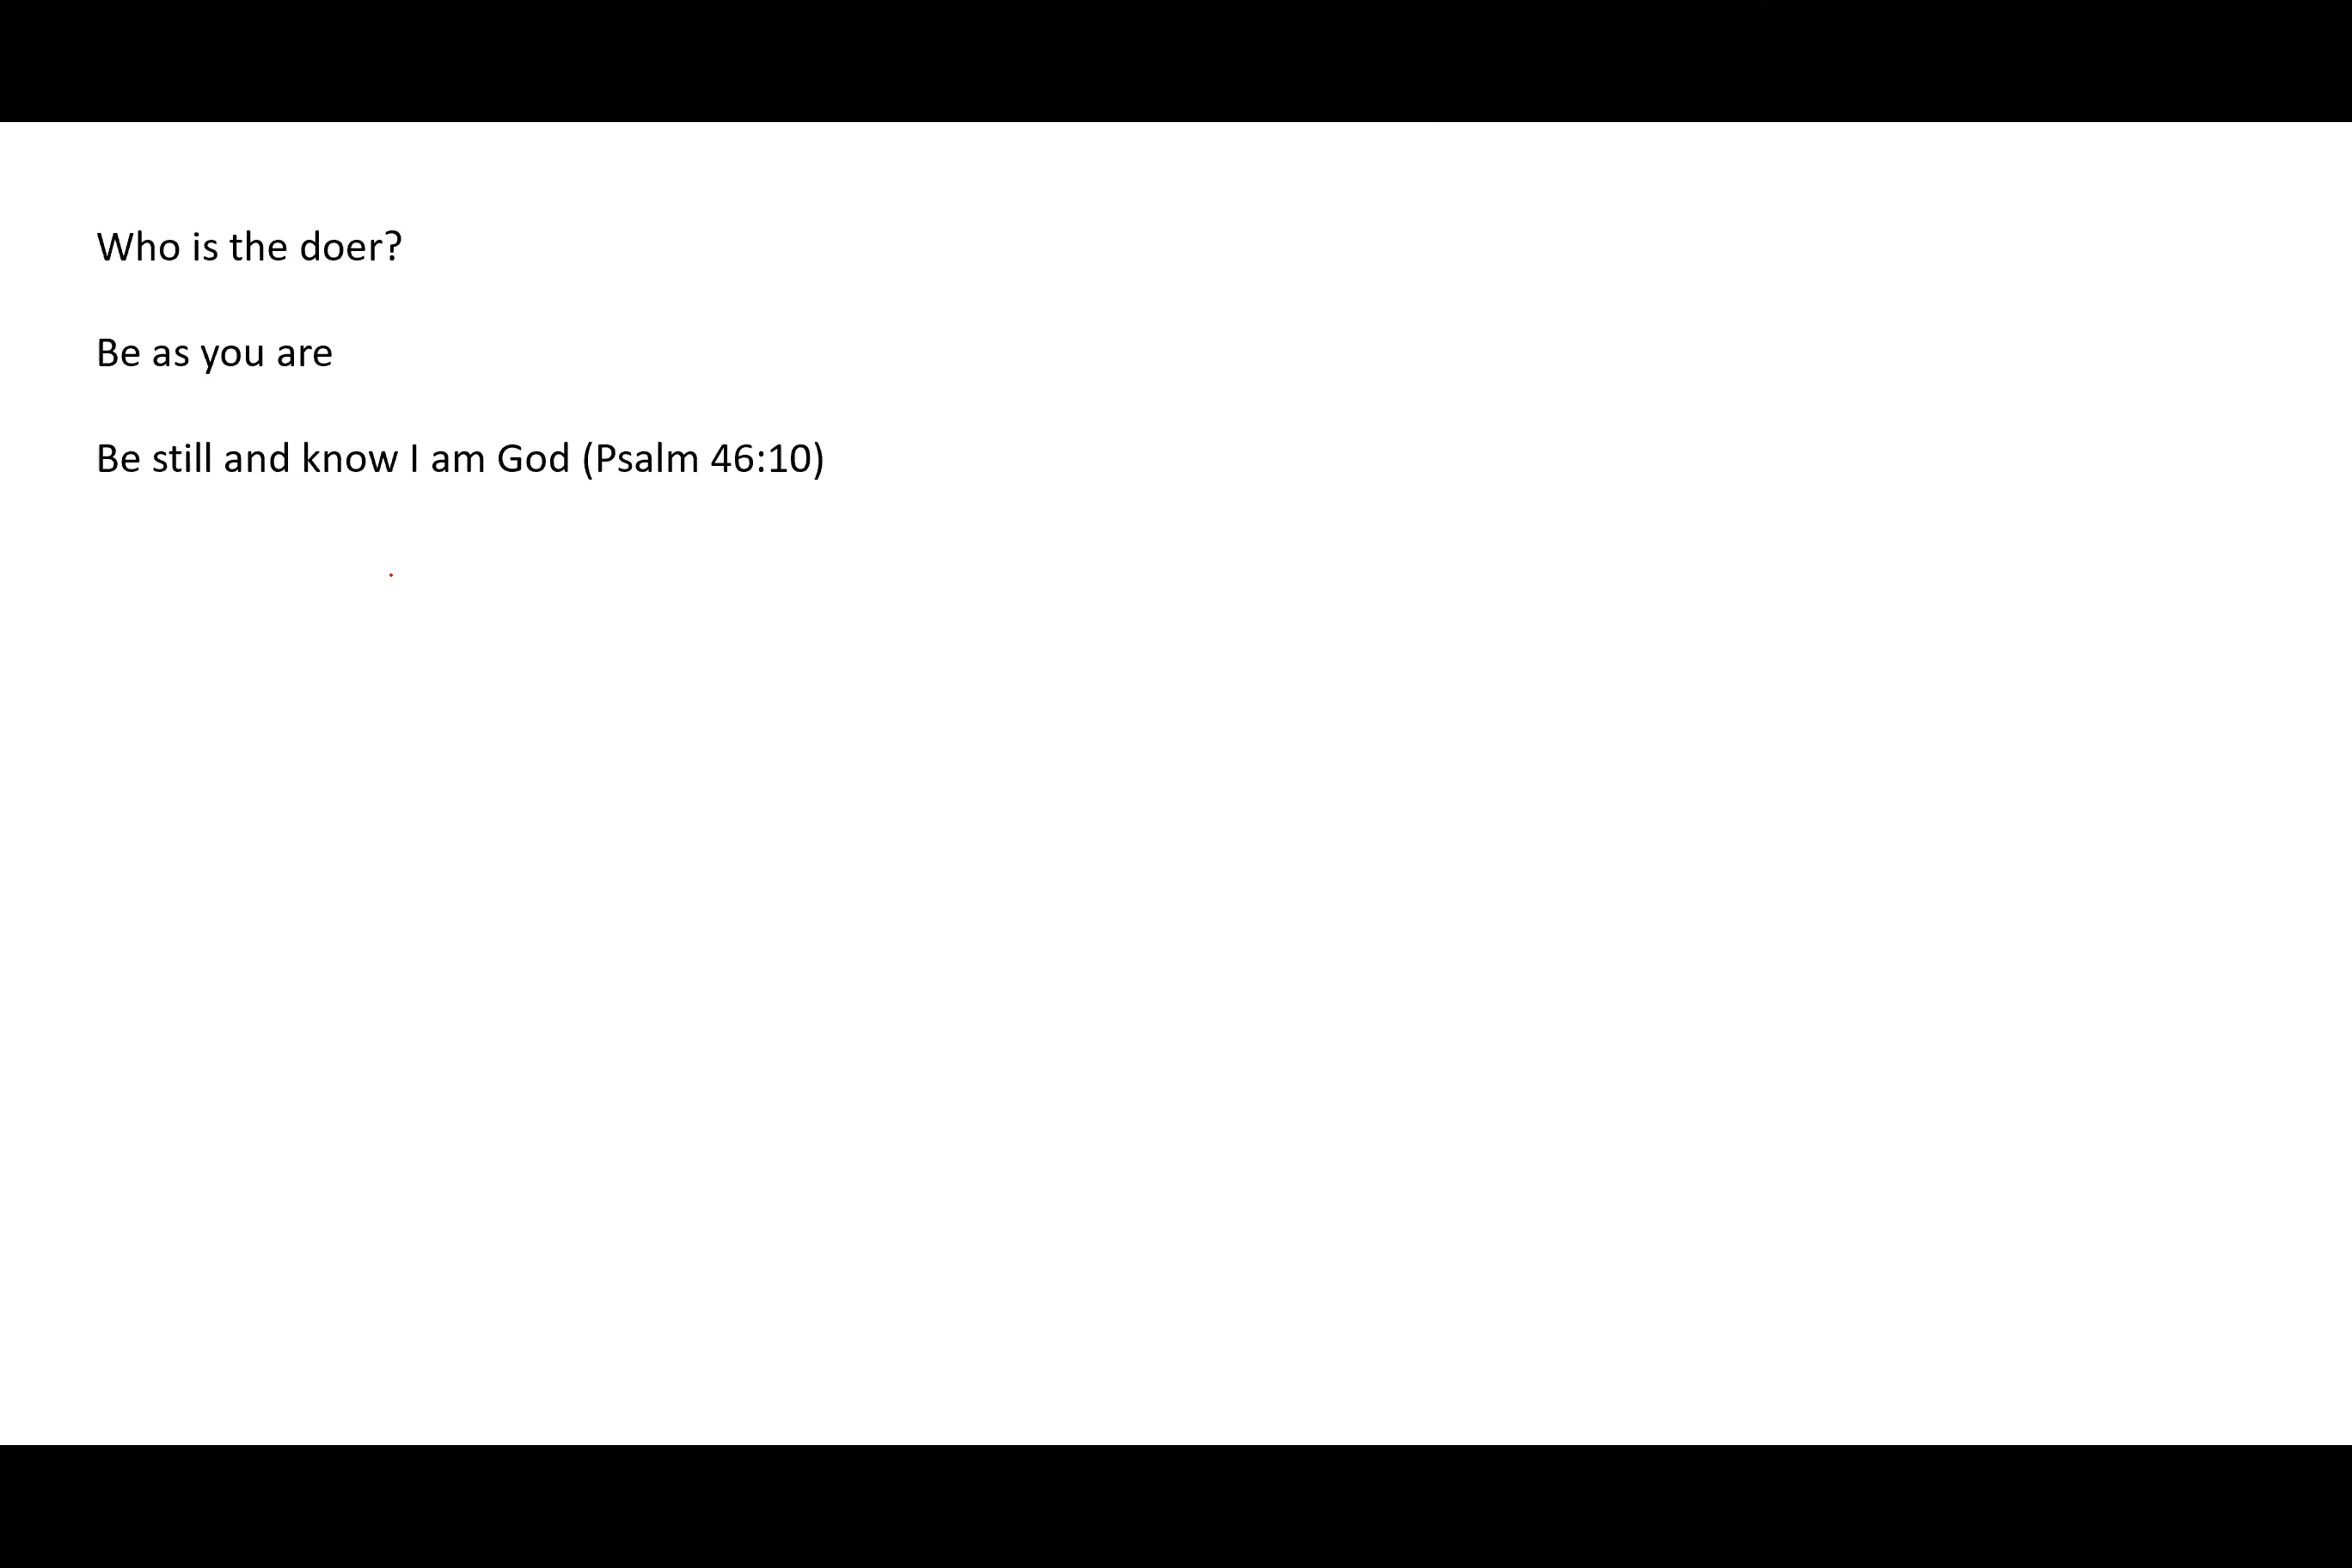 Who is the doer?
Be as you are
Be still and know I am God (Psalm 46:10)